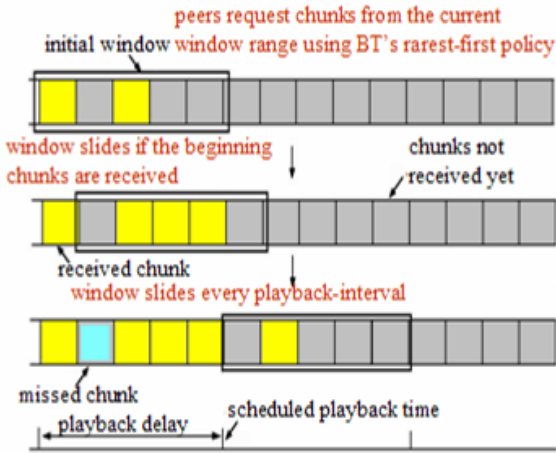 peers request chunks from the current
initial window window range using BT's rarest-first policy
window slides if the beginning
chunks are received
chunks not
received yet
received chunk
window slides every playback-interval
missed chunk
scheduled playback time
playback delay